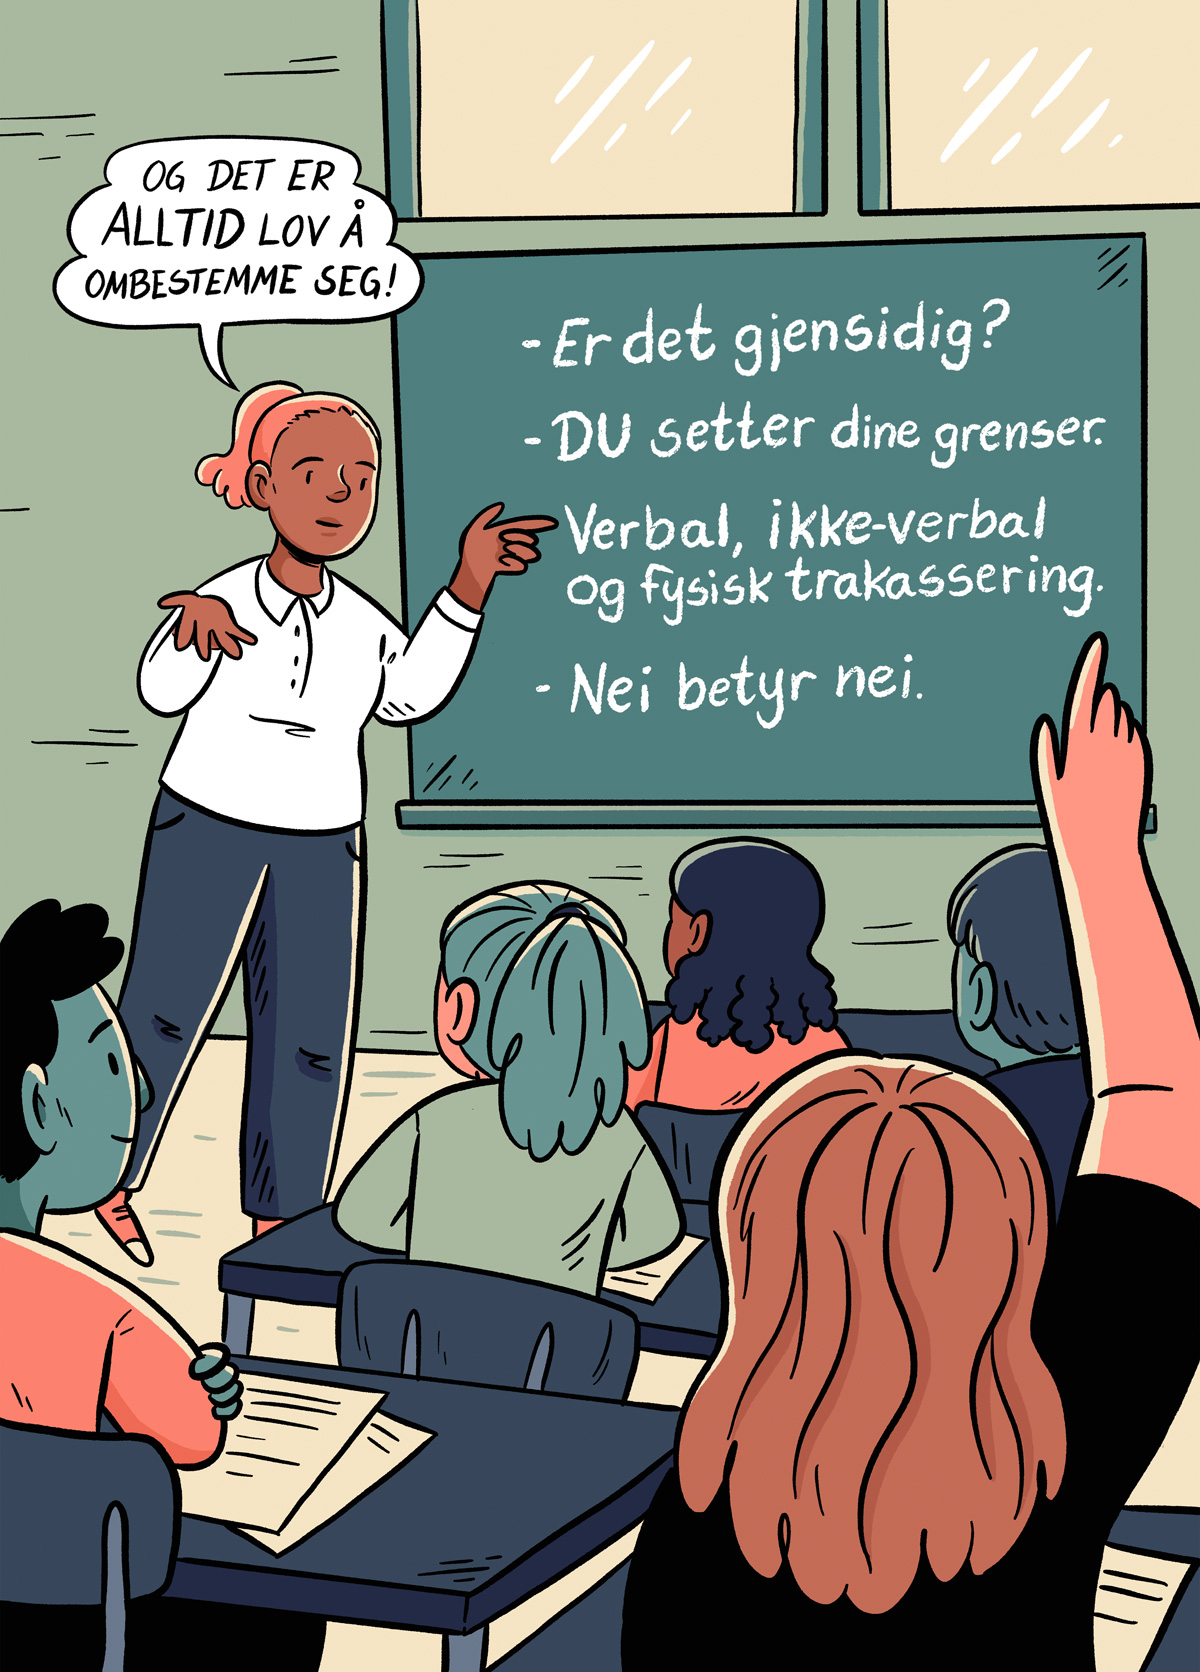 OG DET ER
ALLTID LOV Å
OMBESTEMME SEG!
- Er det gjensidig?
- DU setter dine grenser.
Verbal, ikke-verbal
og fysisk trakassering.
- Nei betyr nei.